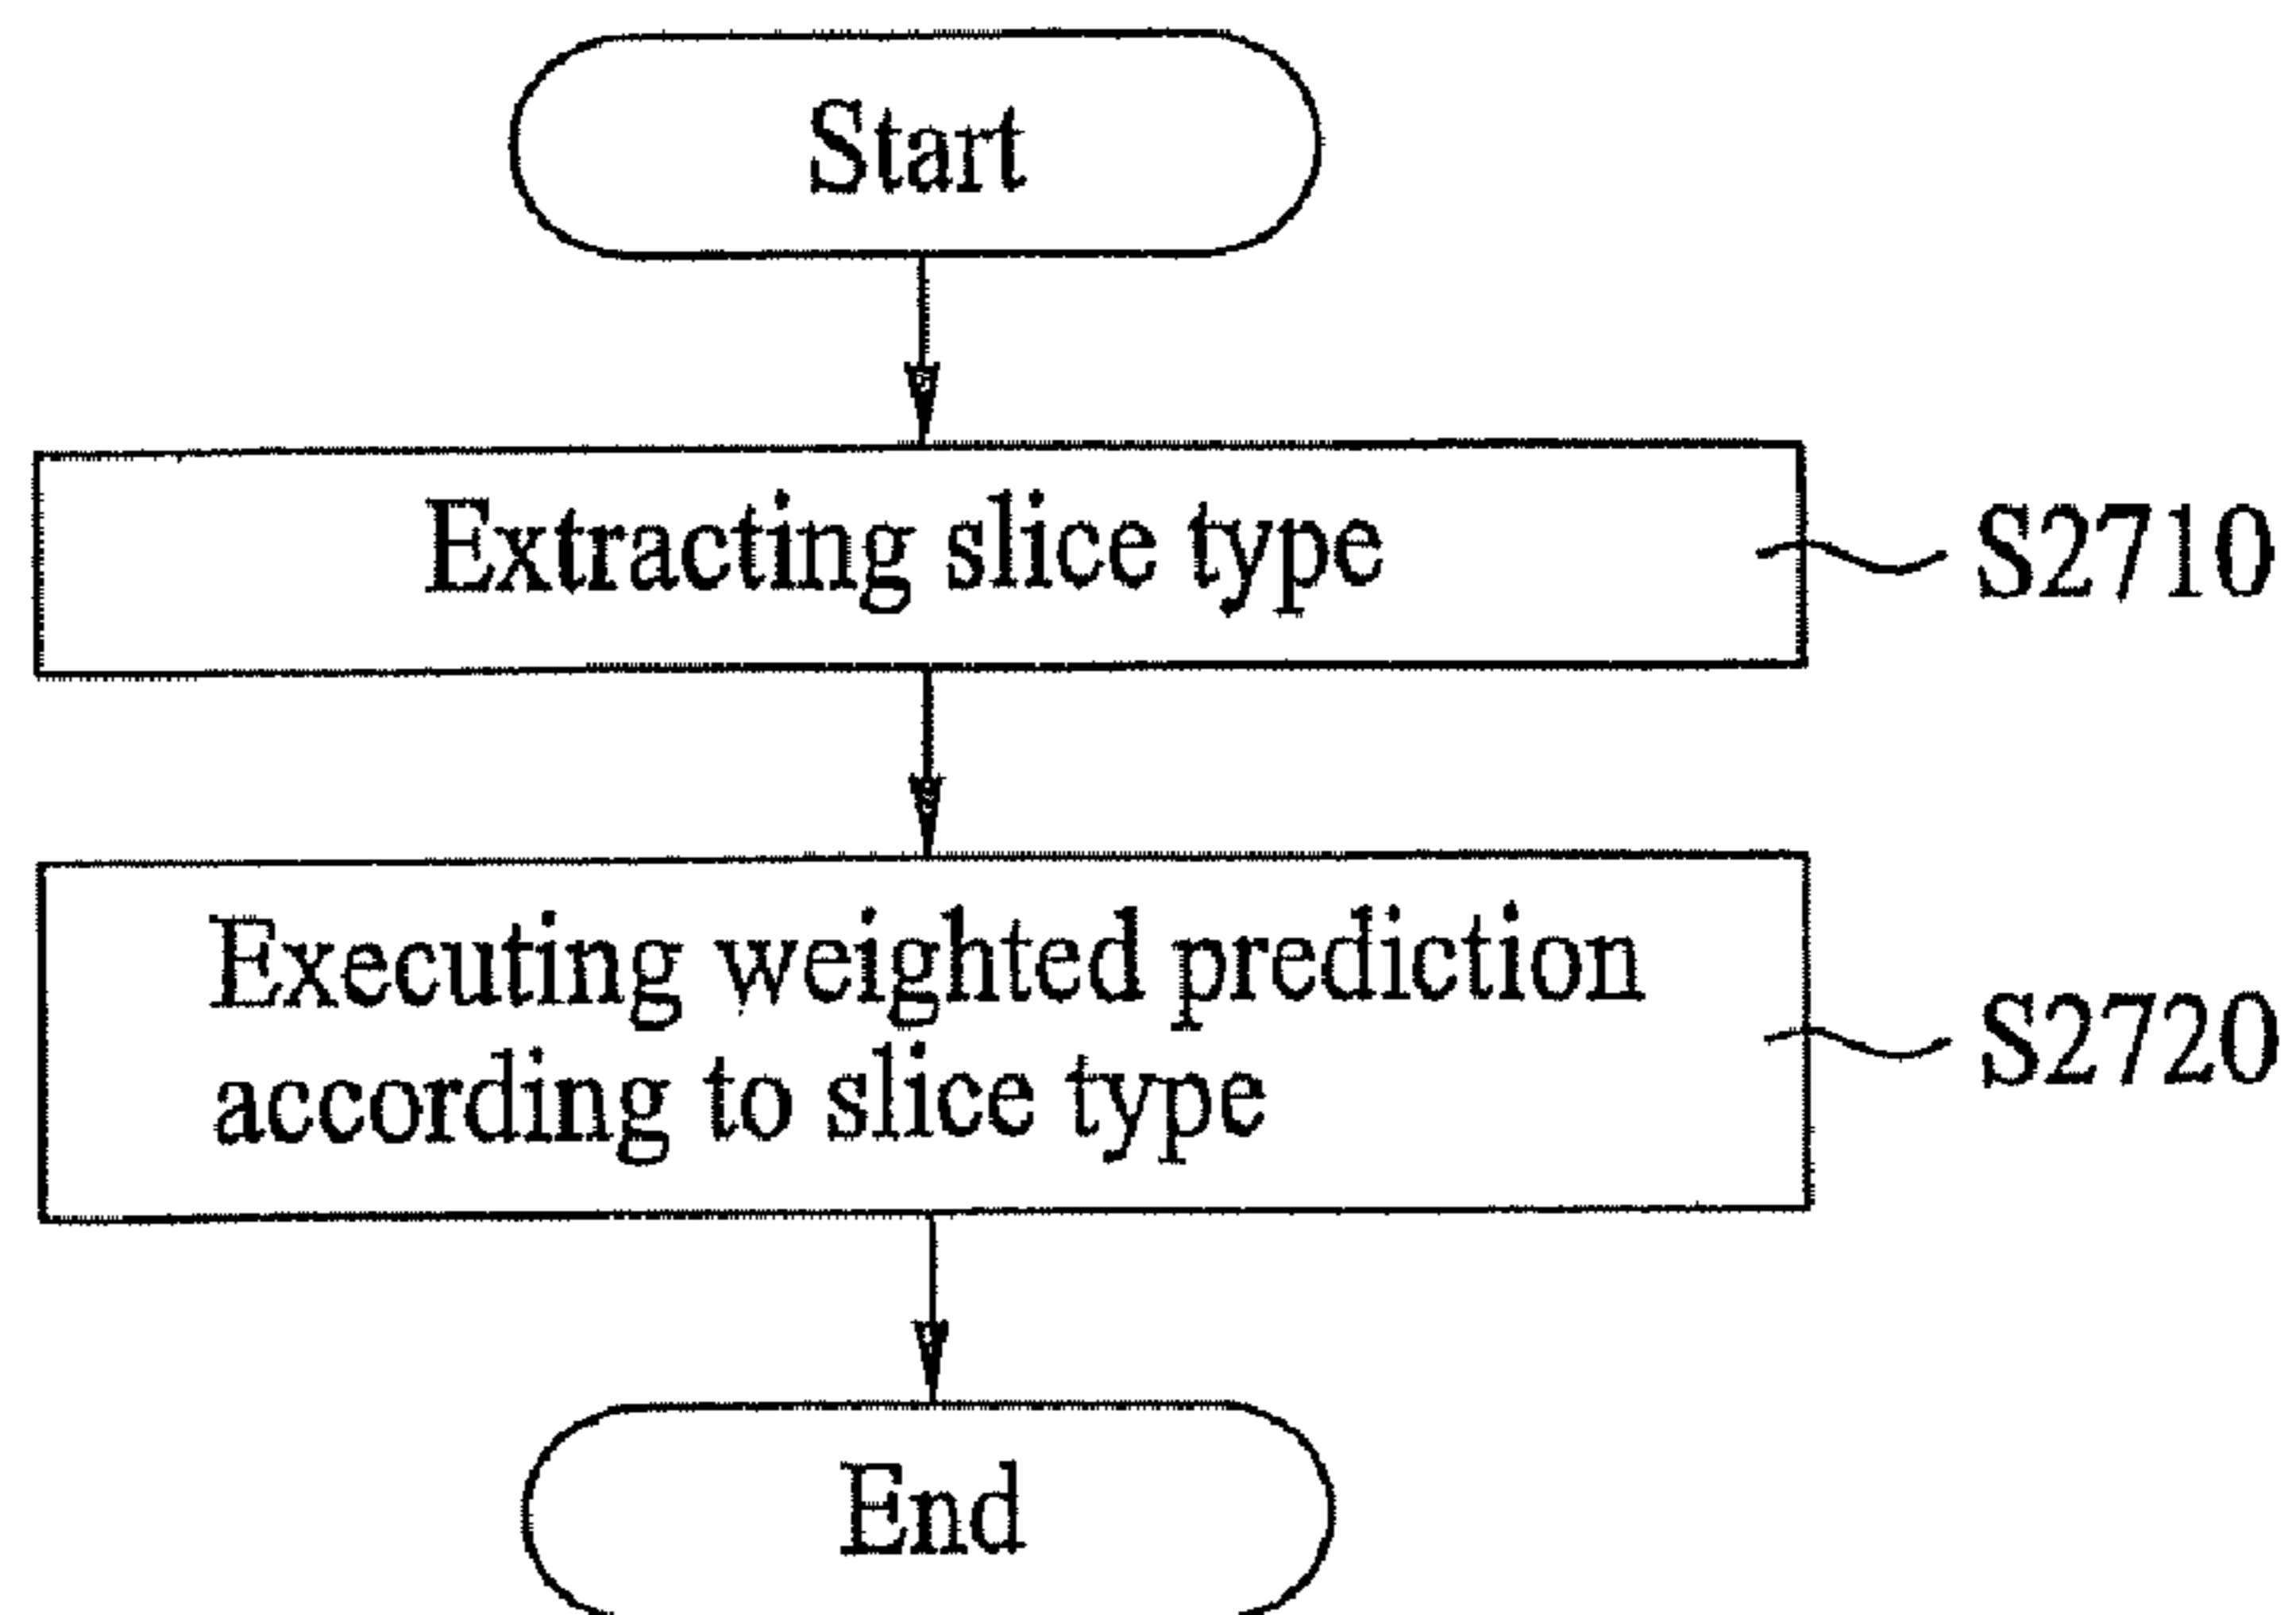 Start
Extracting slice type
S2710
Executing weighted prediction
according to slice type
S2720
End